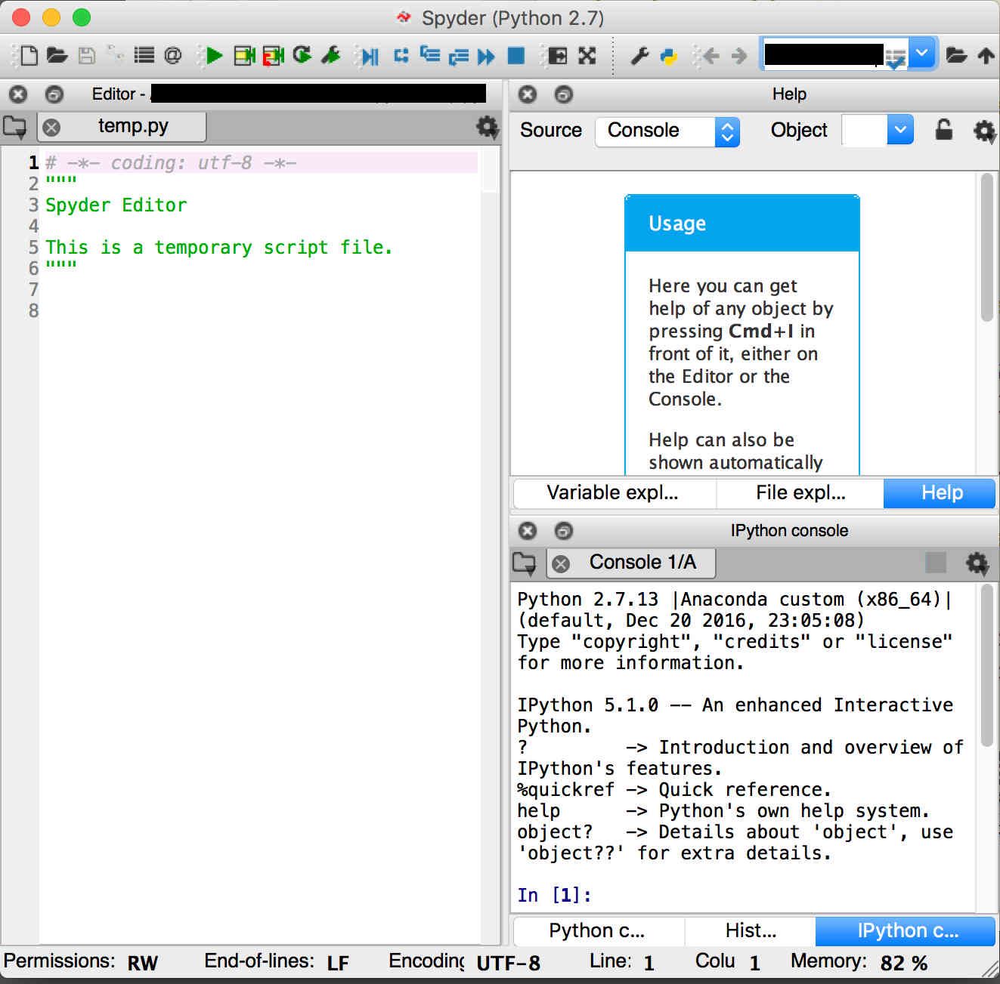 Spyder (Python 2.7)
Editor -
temp.py
1 # -*- coding: utf-8 -*-
2 """
3 Spyder Editor
4
5 This is a temporary script file.
6 """
7
8
Help
Source Console Object
Usage
Here you can get
help of any object by
pressing Cmd+I in
front of it, either on
the Editor or the
Console.
Help can also be
shown automatically
Variable expl... File expl... Help
IPython console
Console 1/A
Python 2.7.13 |Anaconda custom (x86_64)|
(default, Dec 20 2016, 23:05:08)
Type "copyright", "credits" or "license"
for more information.
IPython 5.1.0 -- An enhanced Interactive
Python.
?         -> Introduction and overview of
IPython's features.
%quickref -> Quick reference.
help      -> Python's own help system.
object?   -> Details about 'object', use
'object??' for extra details.
In [1]:
Python c... Hist... IPython c...
Permissions: RW End-of-lines: LF Encoding UTF-8 Line: 1 Colu 1 Memory: 82 %